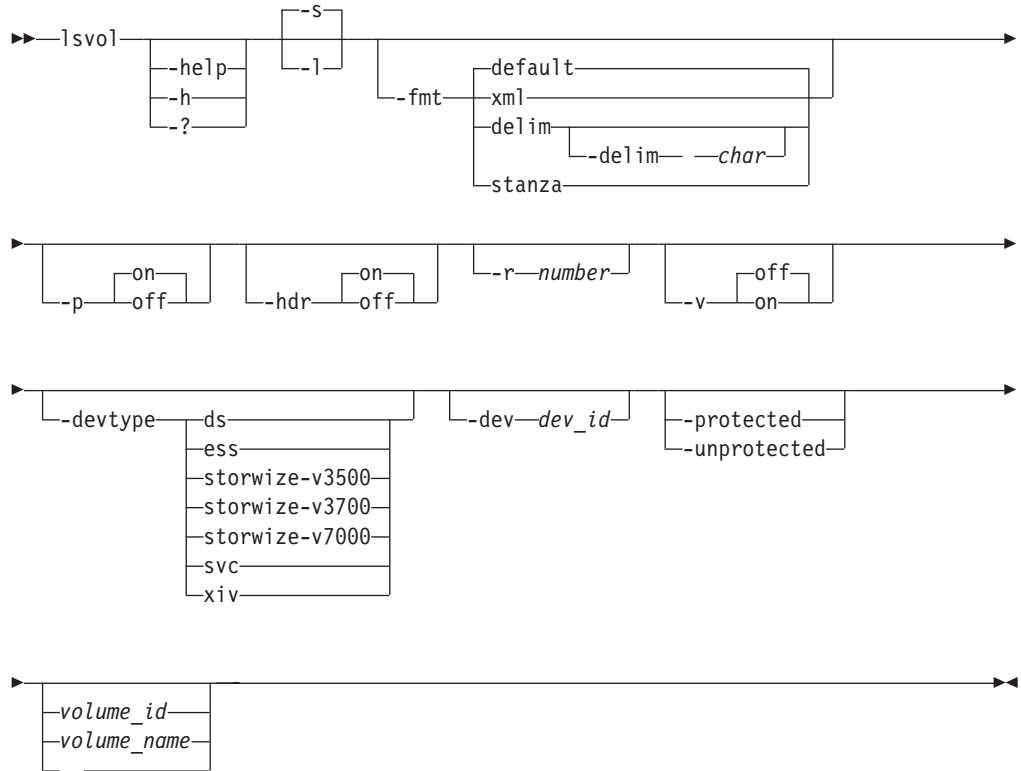 -s
lsvol
-help -l default
-h -fmt xml
-? delim
-delim char
stanza
on on -r number off
-p off -hdr off -v on
-devtype ds -dev dev_id -protected
ess -unprotected
storwize-v3500
storwize-v3700
storwize-v7000
svc
xiv
volume_id
volume_name